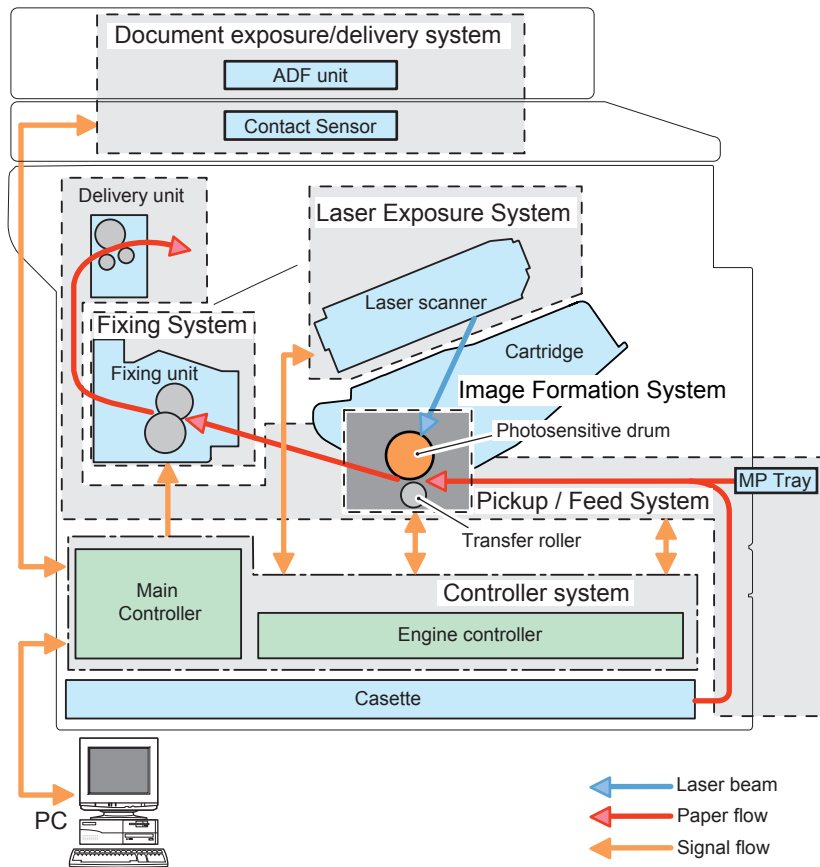 Document exposure/delivery system
ADF unit
Contact Sensor
Delivery unit
Laser Exposure System
Laser scanner
Fixing System
Cartridge
Fixing unit
Image Formation System
Photosensitive drum
MP Tray
Pickup / Feed System
Transfer roller
Main
Controller
Controller system
Engine controller
Casette
PC
Laser beam
Paper flow
Signal flow